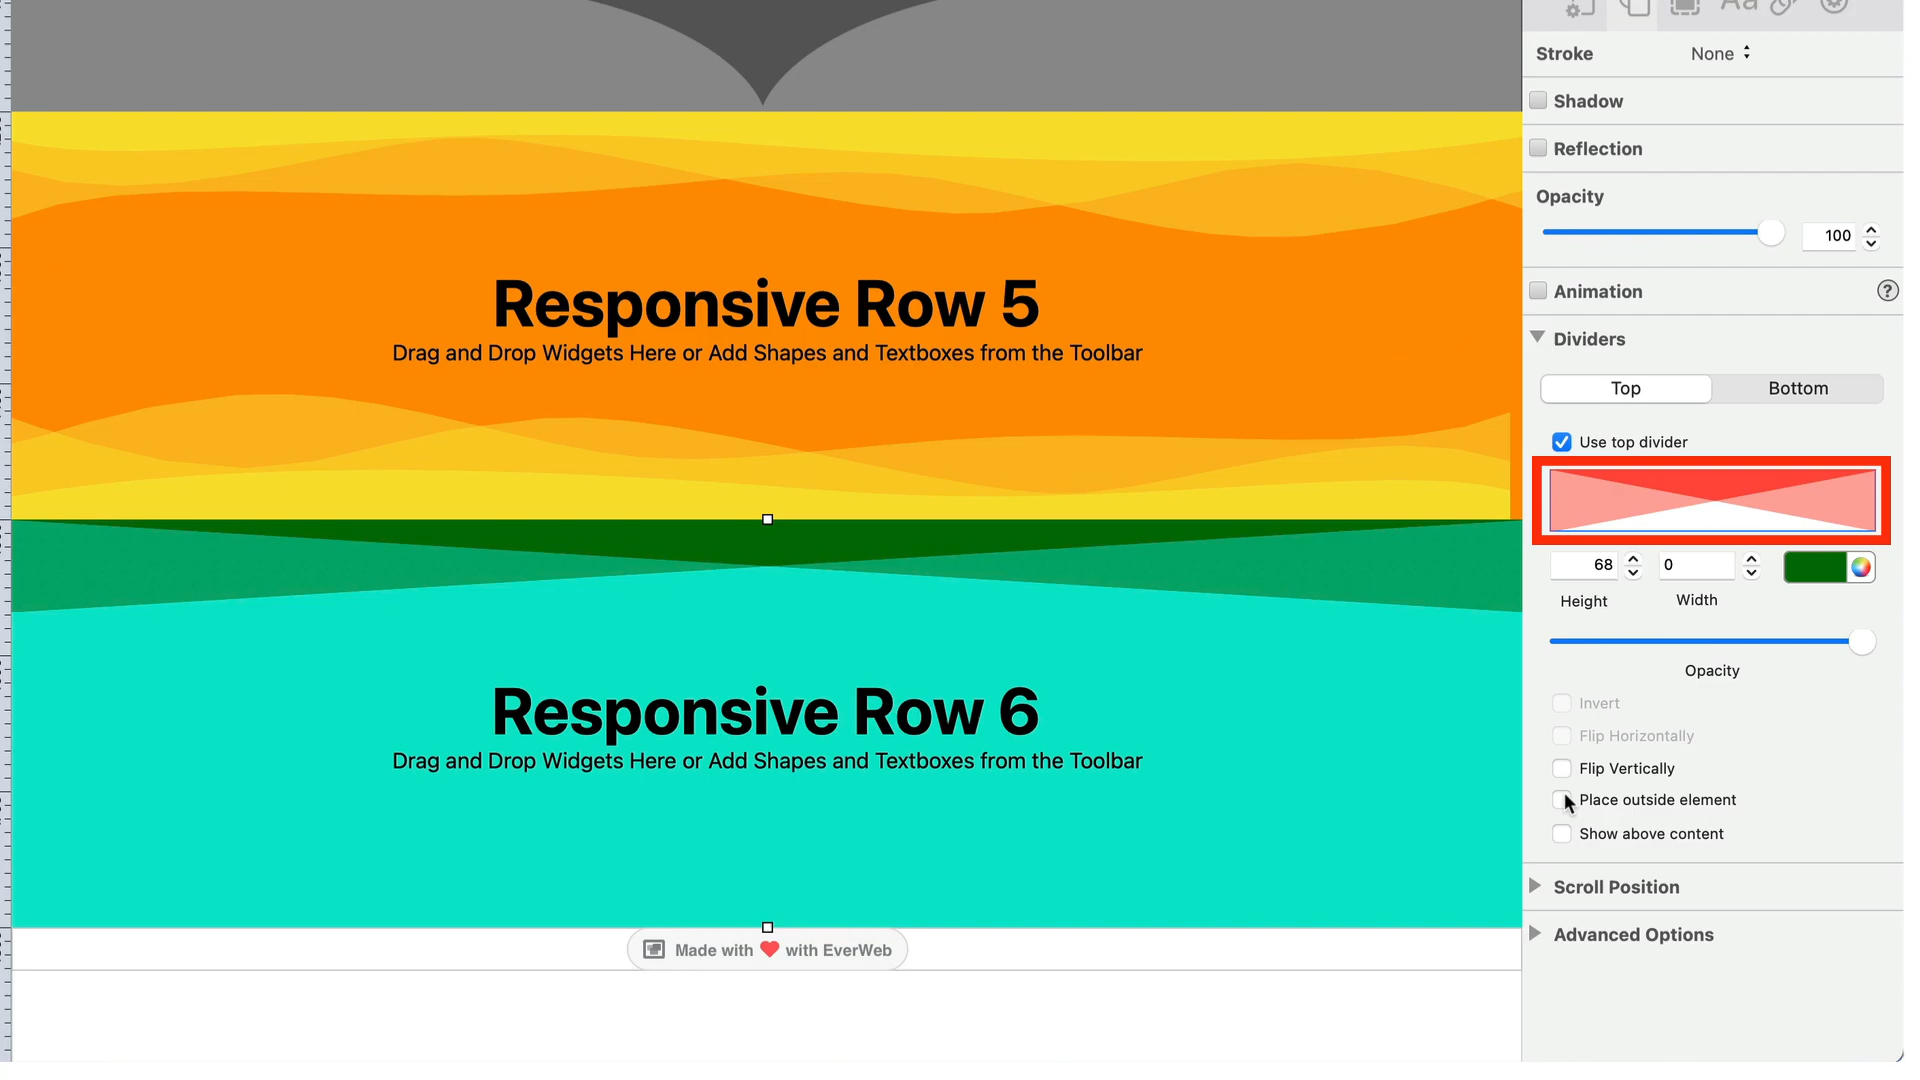 Aa
Stroke None
Shadow
Reflection
Opacity
100
Animation ?
Dividers
Top Bottom
Use top divider
68 0
Height Width
Opacity
Invert
Flip Horizontally
Flip Vertically
Place outside element
Show above content
Scroll Position
Advanced Options
Responsive Row 5
Drag and Drop Widgets Here or Add Shapes and Textboxes from the Toolbar
Responsive Row 6
Drag and Drop Widgets Here or Add Shapes and Textboxes from the Toolbar
Made with ❤ with EverWeb